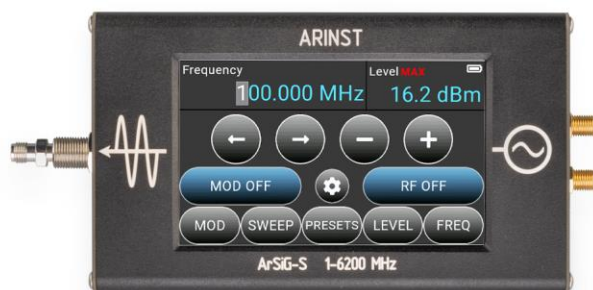 ARINST
Frequency
Level MAX
100.000 MHz
16.2 dBm
← → − +
MOD OFF
RF OFF
MOD
SWEEP
PRESETS
LEVEL
FREQ
ArSiG-S 1-6200 MHz